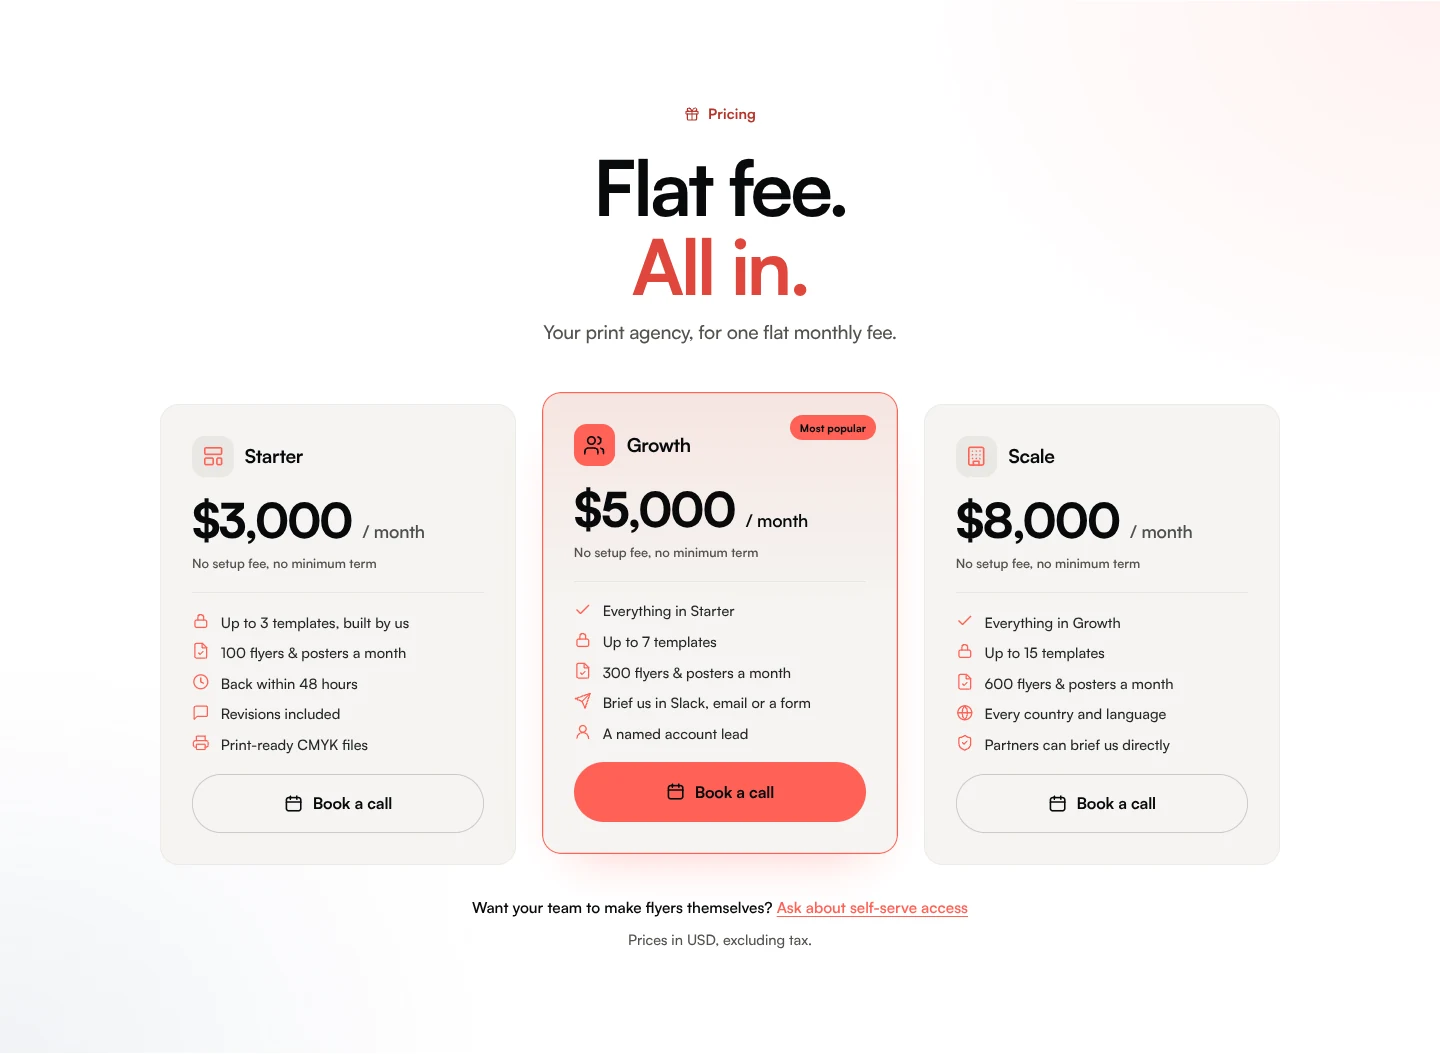 Pricing
Flat fee.
All in.
Your print agency, for one flat monthly fee.
Starter
$3,000 / month
No setup fee, no minimum term
Up to 3 templates, built by us
100 flyers & posters a month
Back within 48 hours
Revisions included
Print-ready CMYK files
Book a call
Most popular
Growth
$5,000 / month
No setup fee, no minimum term
Everything in Starter
Up to 7 templates
300 flyers & posters a month
Brief us in Slack, email or a form
A named account lead
Book a call
Scale
$8,000 / month
No setup fee, no minimum term
Everything in Growth
Up to 15 templates
600 flyers & posters a month
Every country and language
Partners can brief us directly
Book a call
Want your team to make flyers themselves? Ask about self-serve access
Prices in USD, excluding tax.